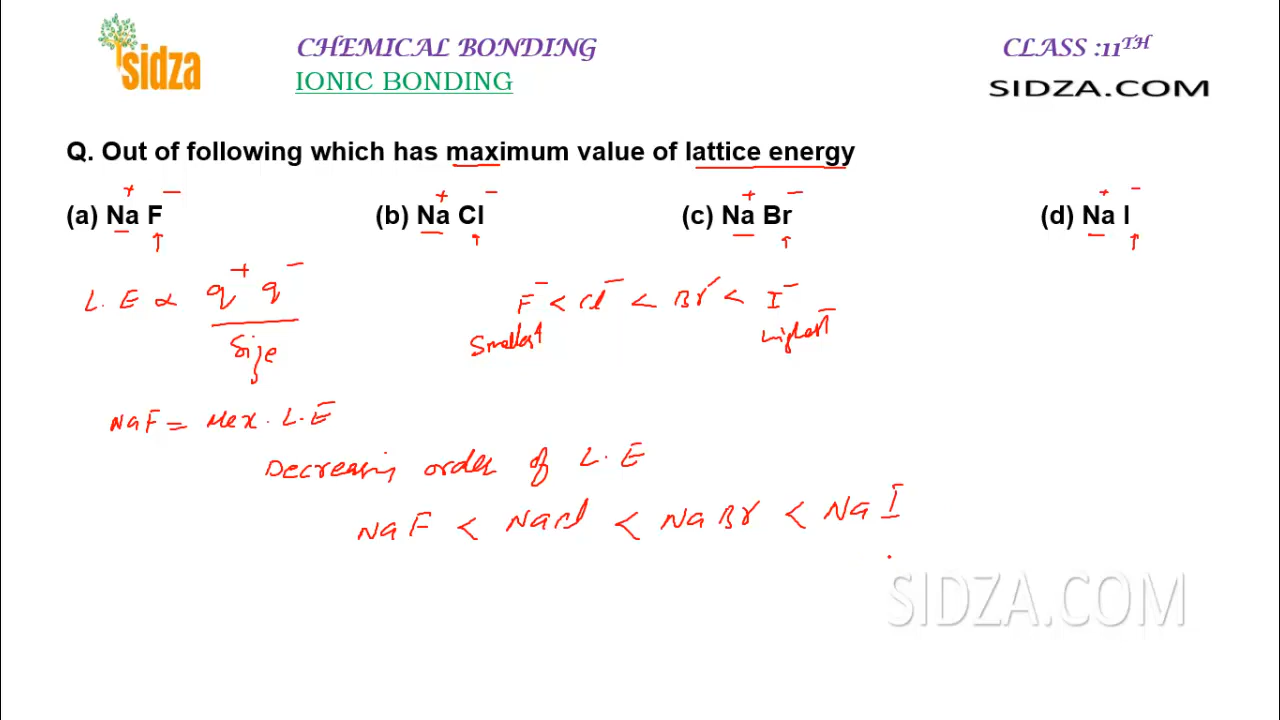 sidza
CHEMICAL BONDING
CLASS :11TH
IONIC BONDING
SIDZA.COM
Q. Out of following which has maximum value of lattice energy
(a) Na+ F− (b) Na+ Cl− (c) Na+ Br− (d) Na+ I−
L.E ∝ q+ q− / Size
F− < Cl− < Br− < I−
Smallest Highest
NaF = Max. L.E
Decreasing order of L.E
NaF < NaCl < NaBr < NaI
SIDZA.COM